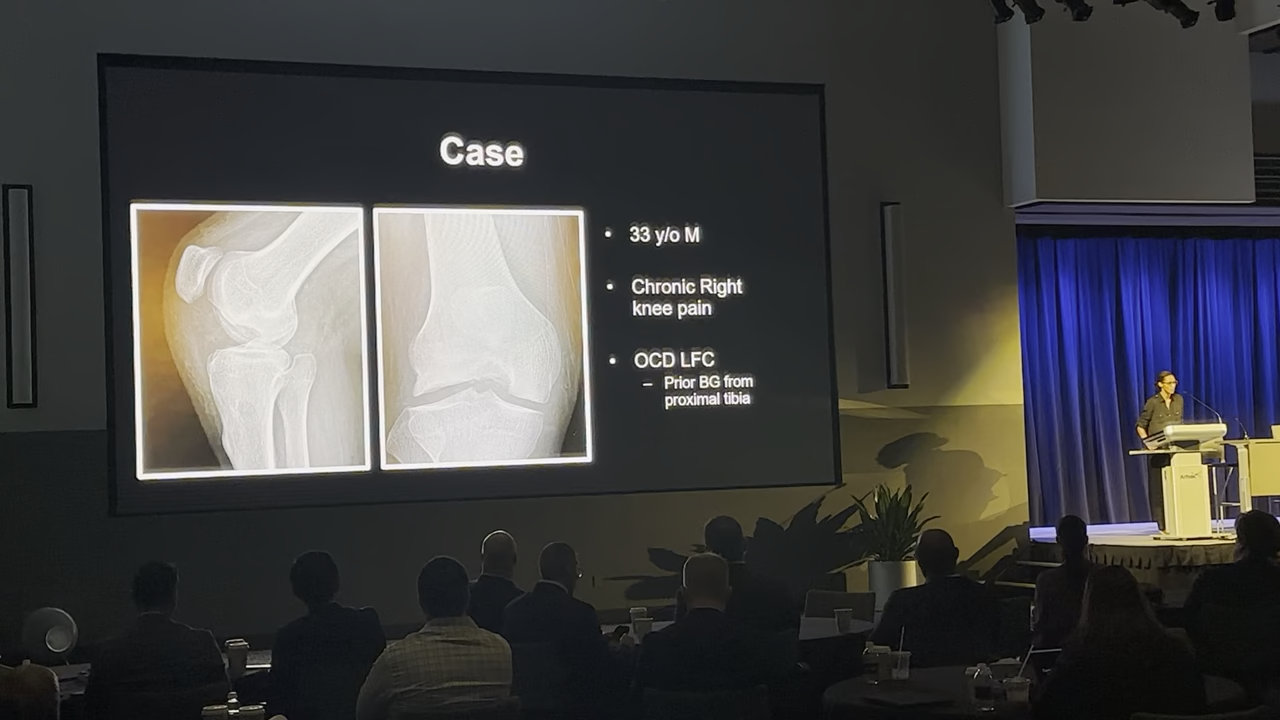 Case
• 33 y/o M
• Chronic Right
knee pain
• OCD LFC
– Prior BG from
proximal tibia